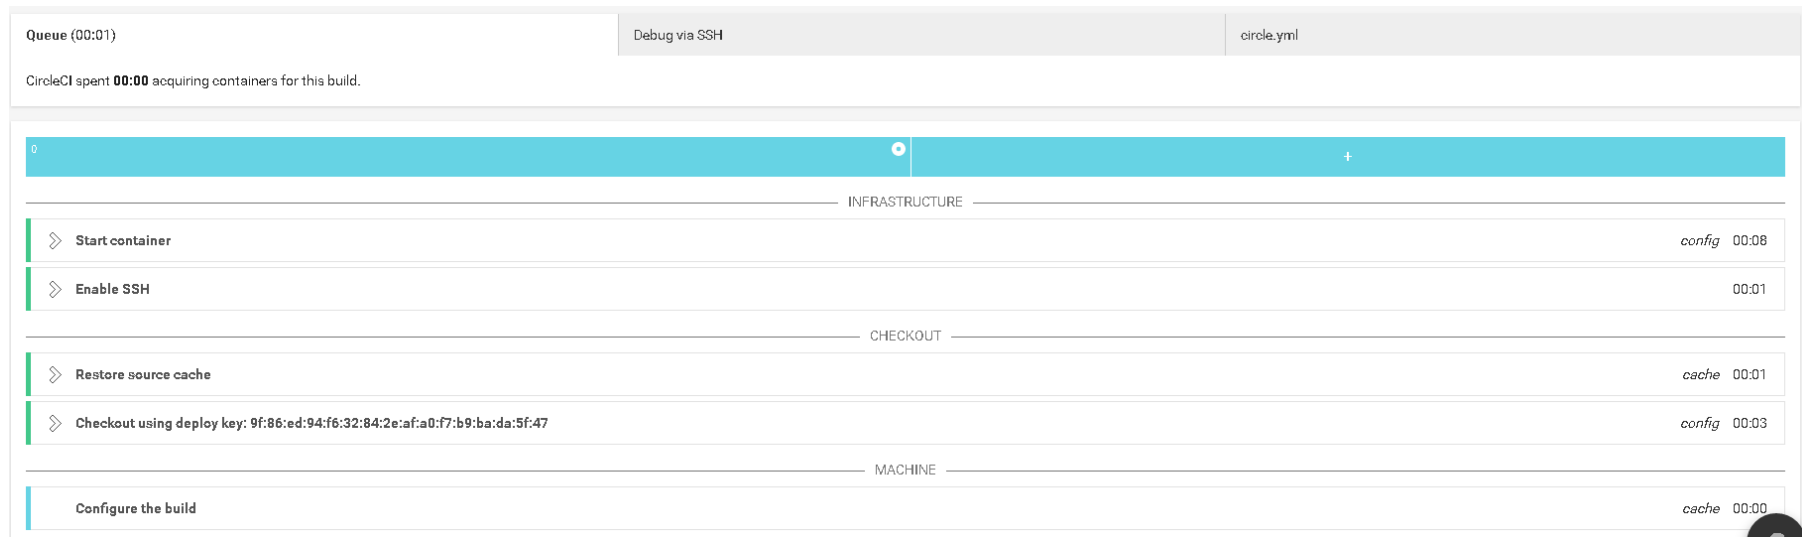 Queue (00:01)
Debug via SSH
circle.yml
CircleCI spent 00:00 acquiring containers for this build.
0
+
INFRASTRUCTURE
Start container config 00:08
Enable SSH 00:01
CHECKOUT
Restore source cache cache 00:01
Checkout using deploy key: 9f:86:ed:94:f6:32:84:2e:af:a0:f7:b9:ba:da:5f:47 config 00:03
MACHINE
Configure the build cache 00:00